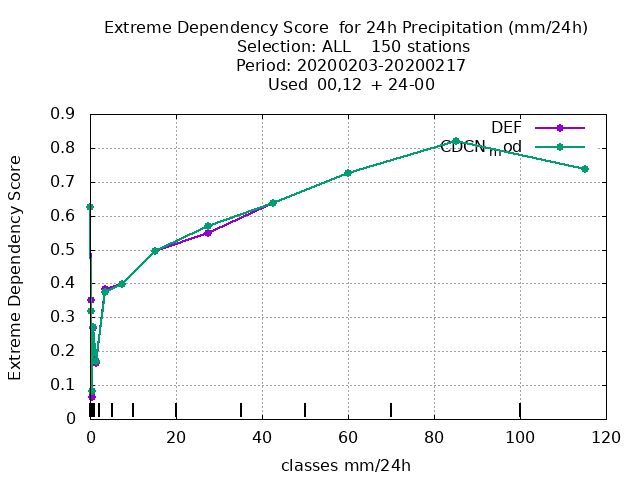 Extreme Dependency Score  for 24h Precipitation (mm/24h)
Selection: ALL    150 stations
Period: 20200203-20200217
Used  00,12  + 24-00
DEF
CDCN_mod
Extreme Dependency Score
0.9
0.8
0.7
0.6
0.5
0.4
0.3
0.2
0.1
0
0 20 40 60 80 100 120
classes mm/24h